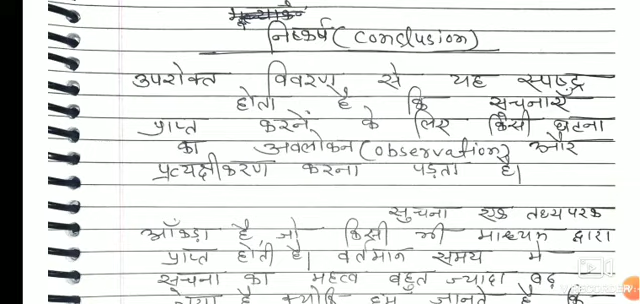 मूल्यांकन
निष्कर्ष (conclusion)
उपरोक्त विवरण से यह स्पष्ट
होता है कि सूचनाएँ
प्राप्त करनें के लिए किसी घटना
का अवलोकन (observation) और
प्रत्यक्षीकरण करना पड़ता है।
सुचना एक तथ्यपरक
आँकड़ा है, जो किसी भी माध्यम द्वारा
प्राप्त होती है। वर्तमान समय मे
सूचना का महत्व बहुत ज्यादा बढ़
गया है क्योंकि हम जानते है कि